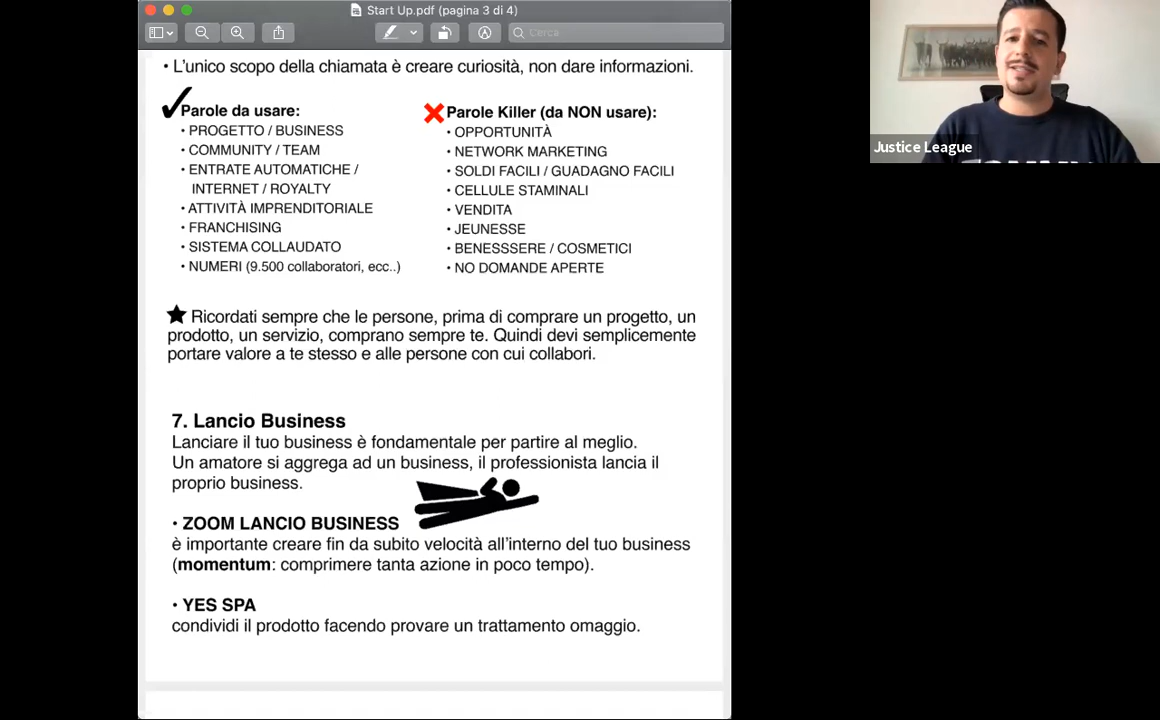 Start Up.pdf (pagina 3 di 4)
Cerca
• L'unico scopo della chiamata è creare curiosità, non dare informazioni.
Parole da usare:
• PROGETTO / BUSINESS
• COMMUNITY / TEAM
• ENTRATE AUTOMATICHE /
INTERNET / ROYALTY
• ATTIVITÀ IMPRENDITORIALE
• FRANCHISING
• SISTEMA COLLAUDATO
• NUMERI (9.500 collaboratori, ecc..)
Parole Killer (da NON usare):
• OPPORTUNITÀ
• NETWORK MARKETING
• SOLDI FACILI / GUADAGNO FACILI
• CELLULE STAMINALI
• VENDITA
• JEUNESSE
• BENESSSERE / COSMETICI
• NO DOMANDE APERTE
Ricordati sempre che le persone, prima di comprare un progetto, un
prodotto, un servizio, comprano sempre te. Quindi devi semplicemente
portare valore a te stesso e alle persone con cui collabori.
7. Lancio Business
Lanciare il tuo business è fondamentale per partire al meglio.
Un amatore si aggrega ad un business, il professionista lancia il
proprio business.
• ZOOM LANCIO BUSINESS
è importante creare fin da subito velocità all'interno del tuo business
(momentum: comprimere tanta azione in poco tempo).
• YES SPA
condividi il prodotto facendo provare un trattamento omaggio.
Justice League